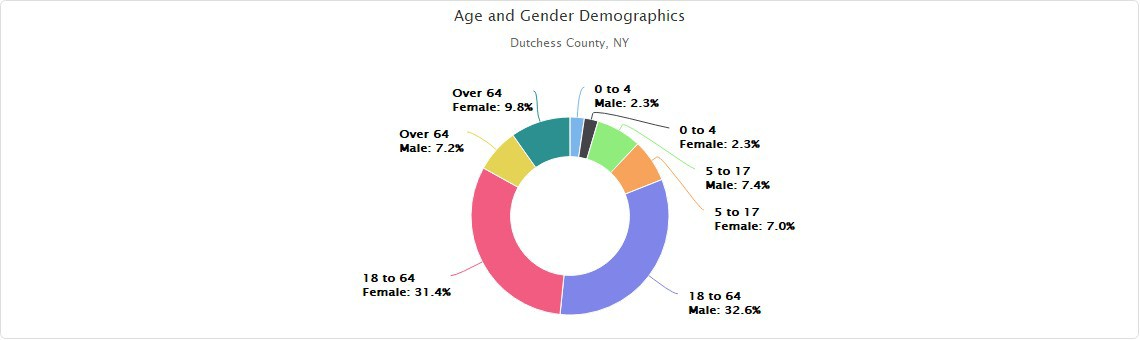 Age and Gender Demographics
Dutchess County, NY
0 to 4
Male: 2.3%
0 to 4
Female: 2.3%
5 to 17
Male: 7.4%
5 to 17
Female: 7.0%
18 to 64
Male: 32.6%
18 to 64
Female: 31.4%
Over 64
Male: 7.2%
Over 64
Female: 9.8%